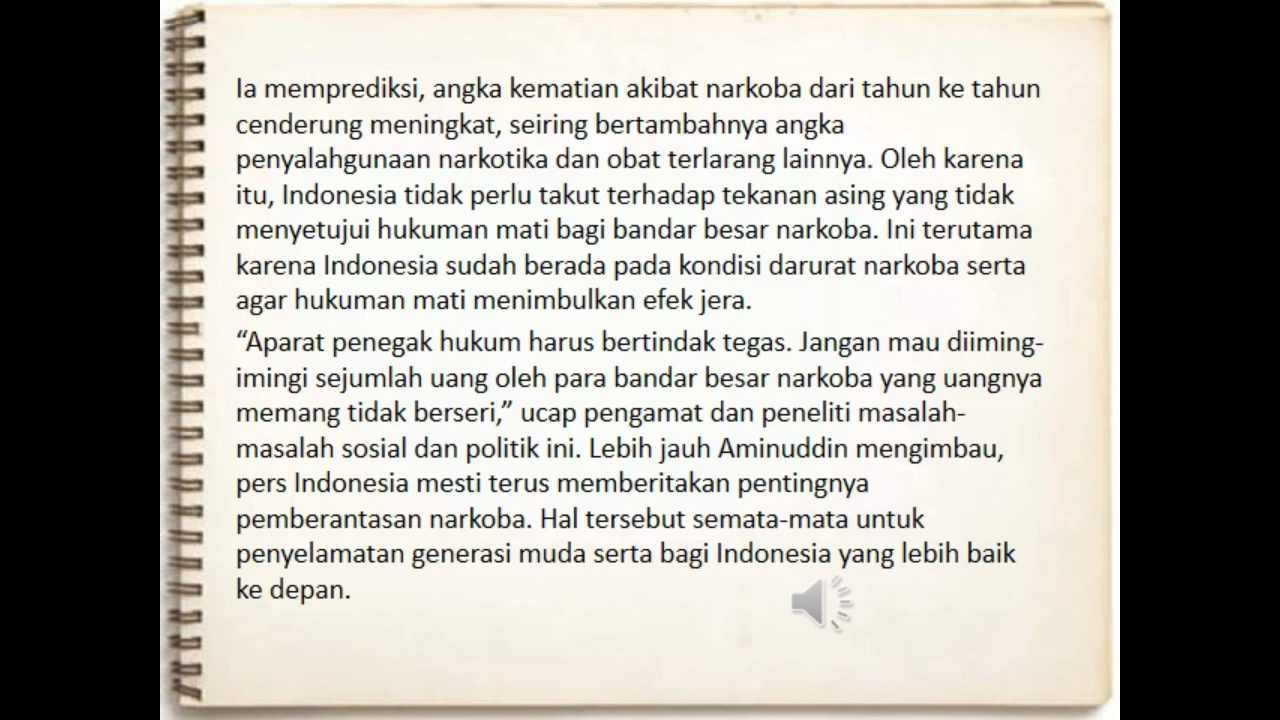 Ia memprediksi, angka kematian akibat narkoba dari tahun ke tahun
cenderung meningkat, seiring bertambahnya angka
penyalahgunaan narkotika dan obat terlarang lainnya. Oleh karena
itu, Indonesia tidak perlu takut terhadap tekanan asing yang tidak
menyetujui hukuman mati bagi bandar besar narkoba. Ini terutama
karena Indonesia sudah berada pada kondisi darurat narkoba serta
agar hukuman mati menimbulkan efek jera.
“Aparat penegak hukum harus bertindak tegas. Jangan mau diiming-
imingi sejumlah uang oleh para bandar besar narkoba yang uangnya
memang tidak berseri,” ucap pengamat dan peneliti masalah-
masalah sosial dan politik ini. Lebih jauh Aminuddin mengimbau,
pers Indonesia mesti terus memberitakan pentingnya
pemberantasan narkoba. Hal tersebut semata-mata untuk
penyelamatan generasi muda serta bagi Indonesia yang lebih baik
ke depan.